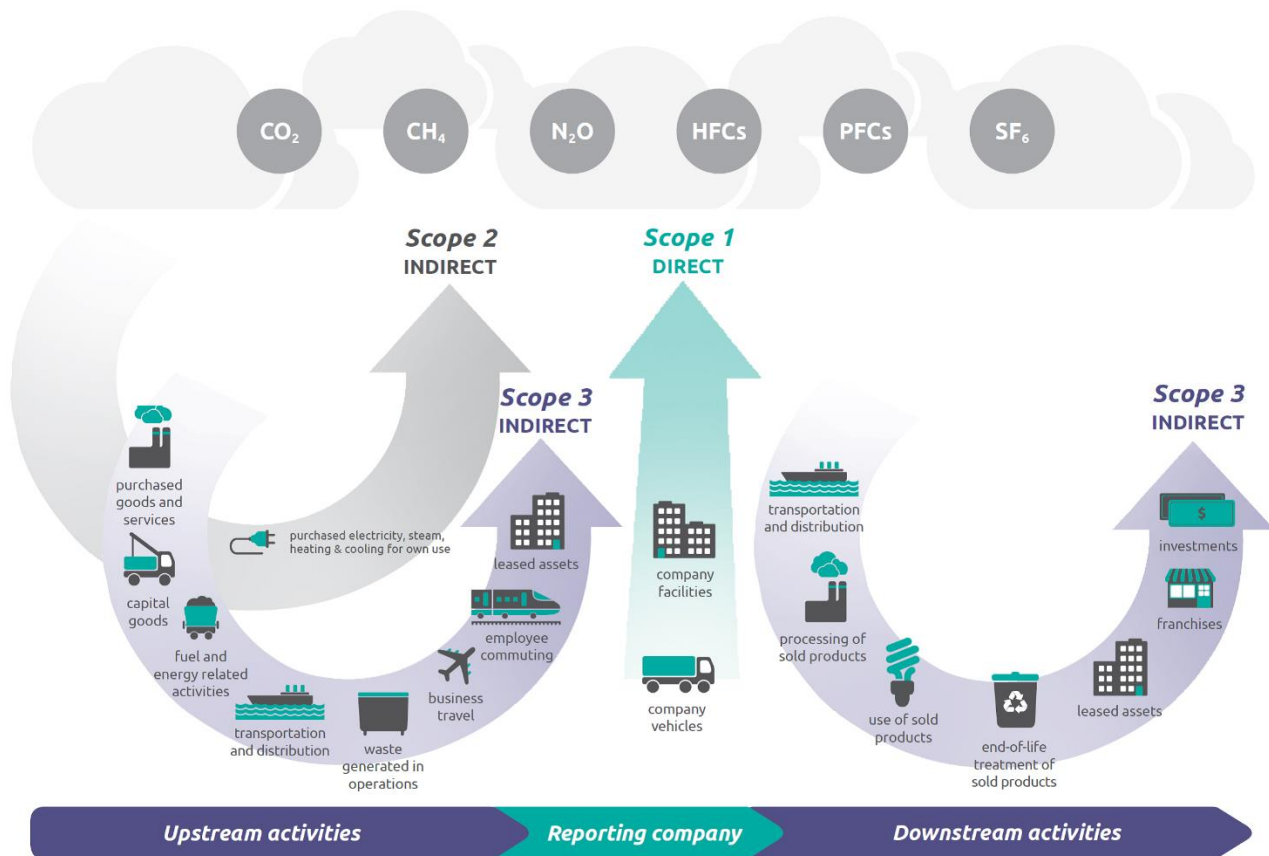 CO₂
CH₄
N₂O
HFCs
PFCs
SF₆
Scope 2
INDIRECT
Scope 1
DIRECT
Scope 3
INDIRECT
Scope 3
INDIRECT
purchased
goods and
services
capital
goods
fuel and
energy related
activities
transportation
and distribution
waste
generated in
operations
business
travel
employee
commuting
leased assets
purchased electricity, steam,
heating & cooling for own use
company
facilities
company
vehicles
transportation
and distribution
processing of
sold products
use of sold
products
end-of-life
treatment of
sold products
leased assets
franchises
$
investments
Upstream activities
Reporting company
Downstream activities